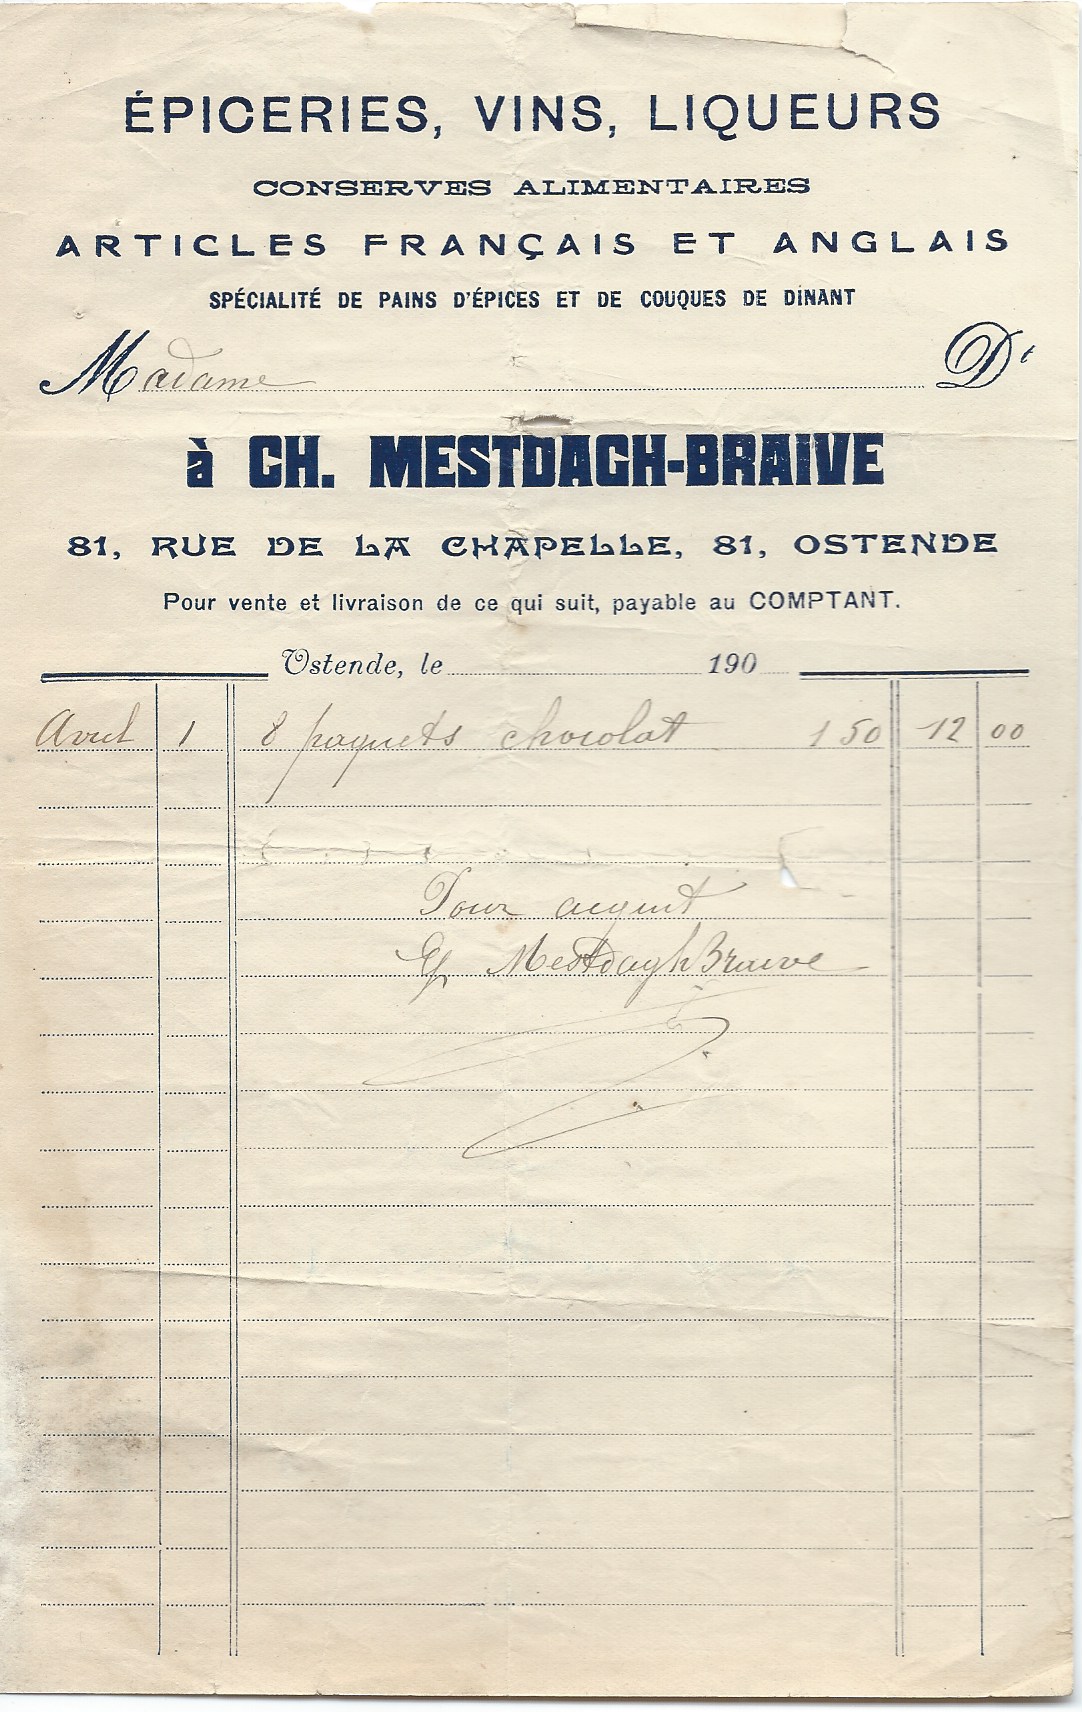 ÉPICERIES, VINS, LIQUEURS
CONSERVES ALIMENTAIRES
ARTICLES FRANÇAIS ET ANGLAIS
SPÉCIALITÉ DE PAINS D'ÉPICES ET DE COUQUES DE DINANT
Madame Dt
à CH. MESTDAGH-BRAIVE
81, RUE DE LA CHAPELLE, 81, OSTENDE
Pour vente et livraison de ce qui suit, payable au COMPTANT.
Ostende, le 190
Avril 1 8 paquets chocolat 1 50 12 00
Pour acquit
Mestdagh Braive